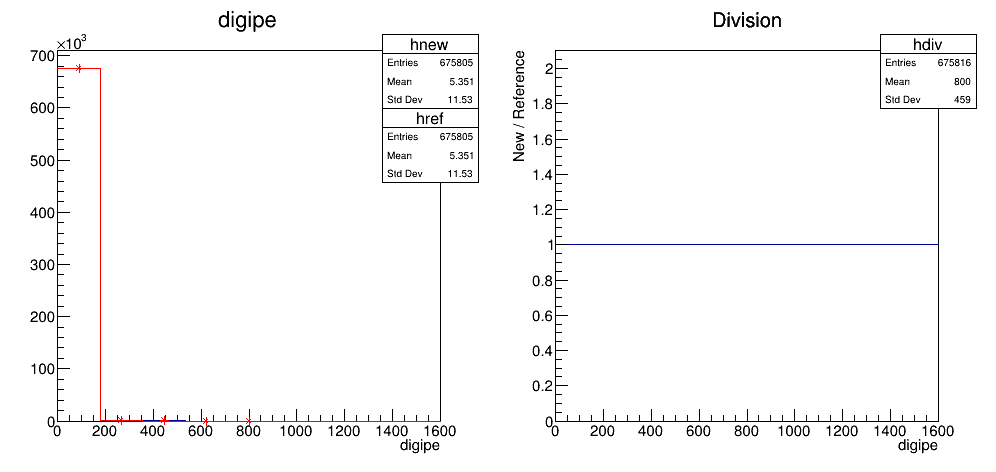 digipe
×10³
700
600
500
400
300
200
100
0
0 200 400 600 800 1000 1200 1400 1600
digipe
hnew
Entries 675805
Mean 5.351
Std Dev 11.53
href
Entries 675805
Mean 5.351
Std Dev 11.53
Division
New / Reference
2
1.8
1.6
1.4
1.2
1
0.8
0.6
0.4
0.2
0
0 200 400 600 800 1000 1200 1400 1600
digipe
hdiv
Entries 675816
Mean 800
Std Dev 459